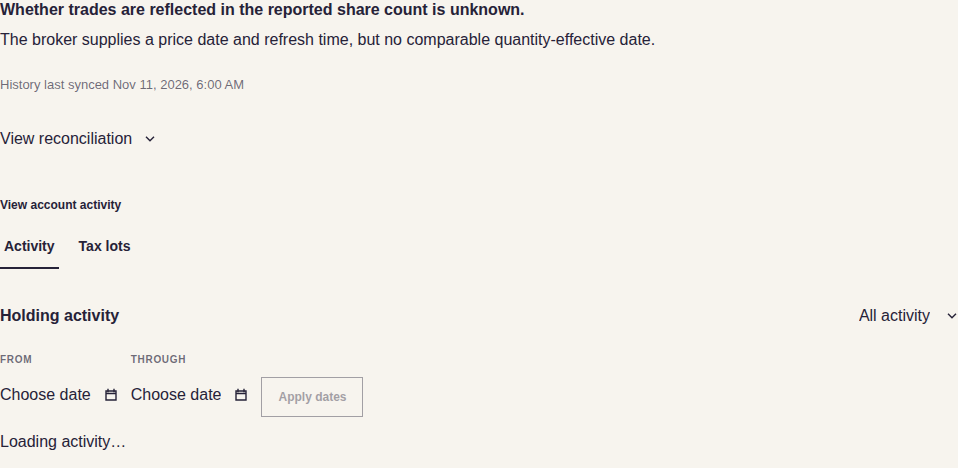 Whether trades are reflected in the reported share count is unknown.
The broker supplies a price date and refresh time, but no comparable quantity-effective date.
History last synced Nov 11, 2026, 6:00 AM
View reconciliation
View account activity
Activity Tax lots
Holding activity All activity
FROM THROUGH
Choose date Choose date Apply dates
Loading activity…